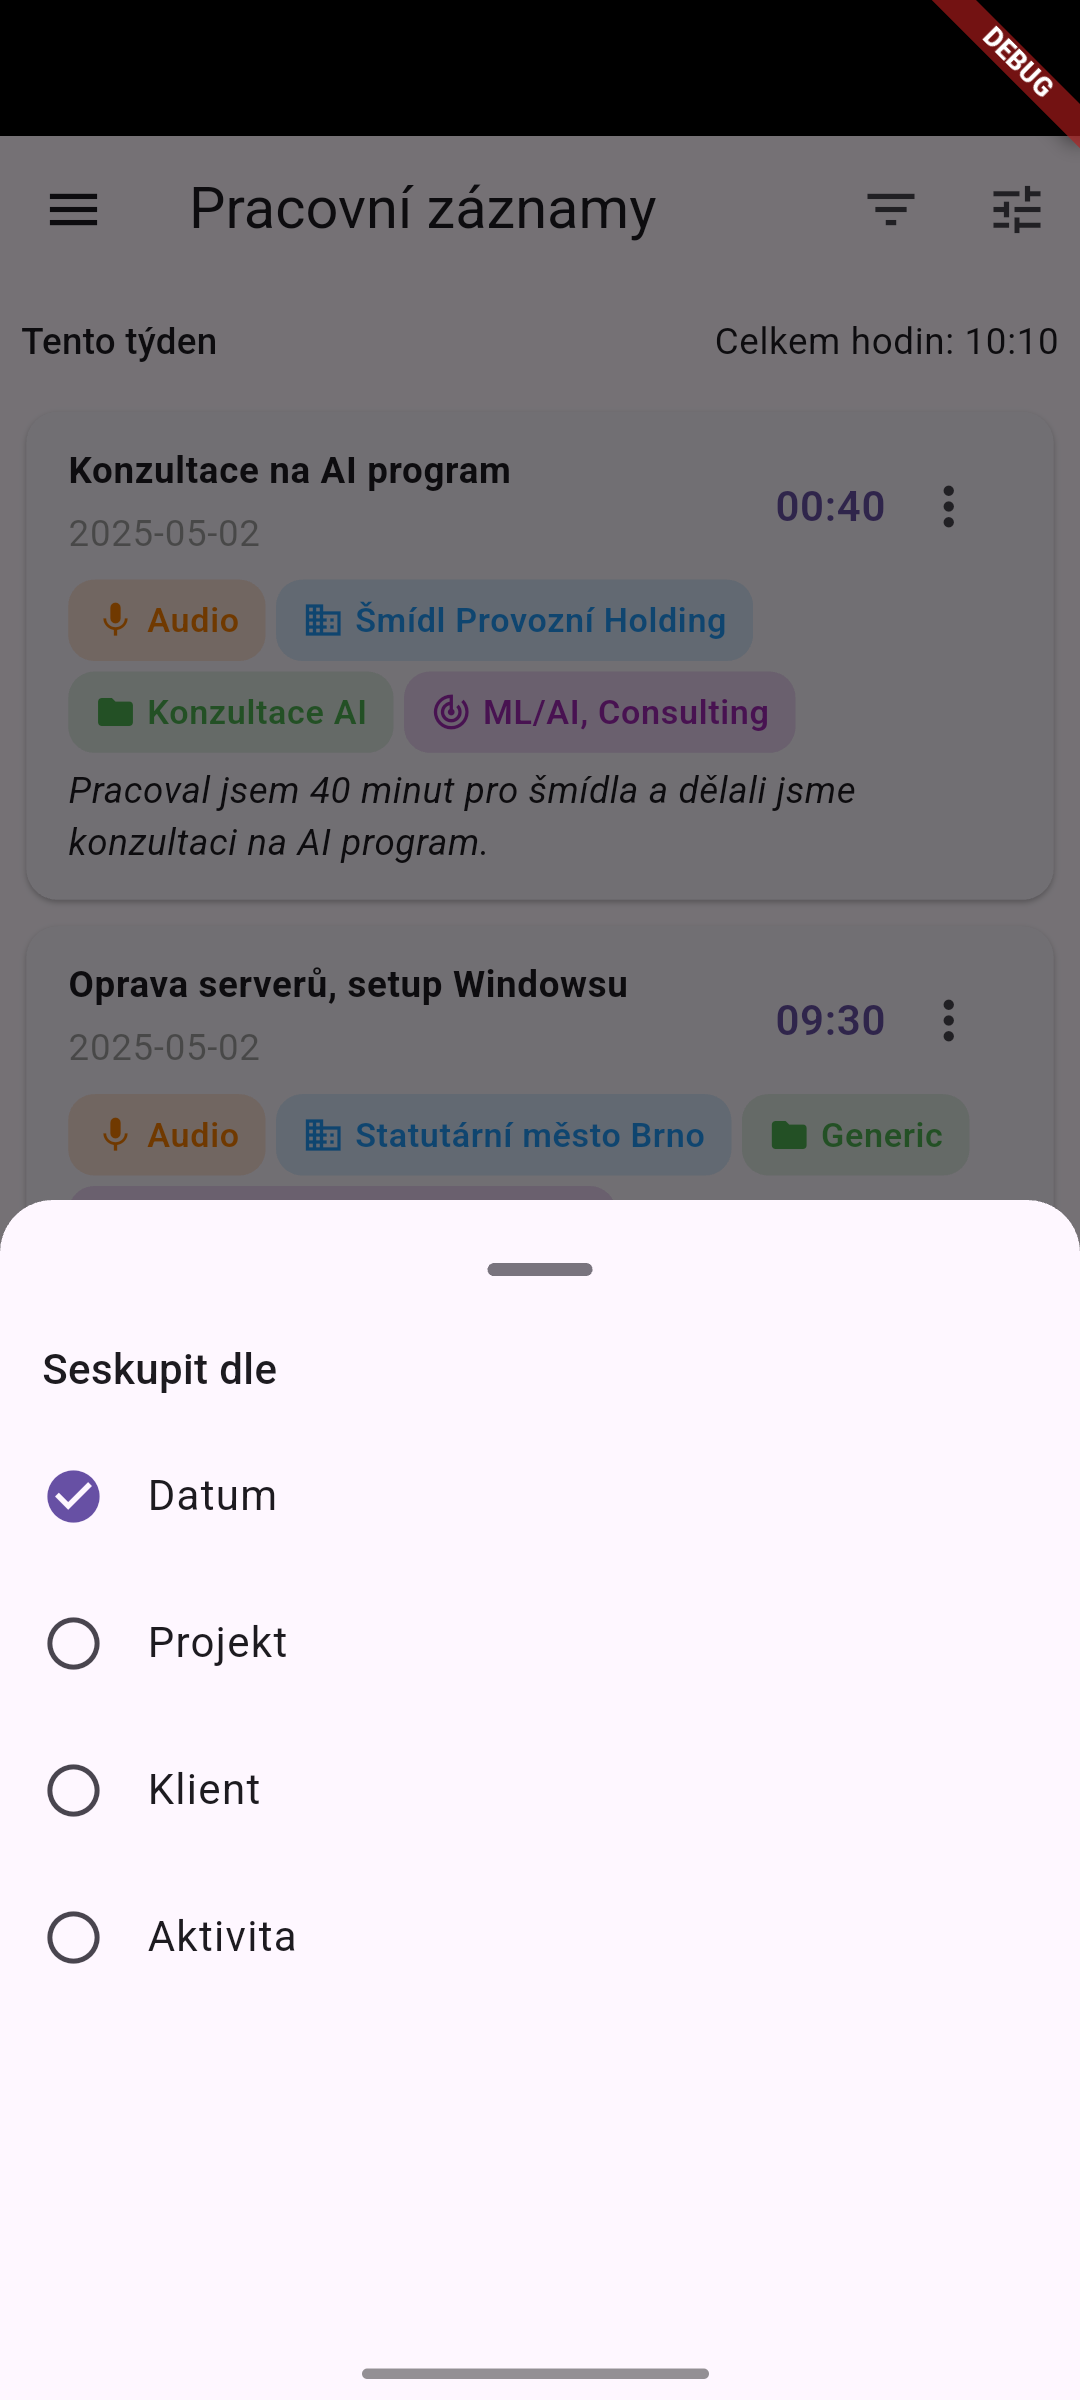 DEBUG
Pracovní záznamy
Tento týden
Celkem hodin: 10:10
Konzultace na AI program
2025-05-02
00:40
Audio
Šmídl Provozní Holding
Konzultace AI
ML/AI, Consulting
Pracoval jsem 40 minut pro šmídla a dělali jsme
konzultaci na AI program.
Oprava serverů, setup Windowsu
2025-05-02
09:30
Audio
Statutární město Brno
Generic
Seskupit dle
Datum
Projekt
Klient
Aktivita